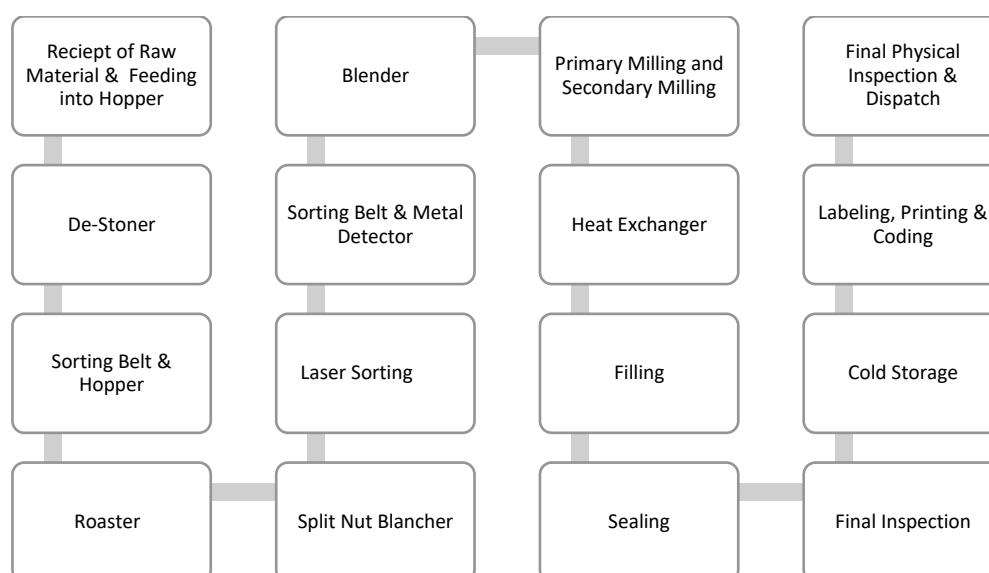 Reciept of Raw
Material & Feeding
into Hopper
De-Stoner
Sorting Belt &
Hopper
Roaster
Split Nut Blancher
Laser Sorting
Sorting Belt & Metal
Detector
Blender
Primary Milling and
Secondary Milling
Heat Exchanger
Filling
Sealing
Final Inspection
Cold Storage
Labeling, Printing &
Coding
Final Physical
Inspection &
Dispatch